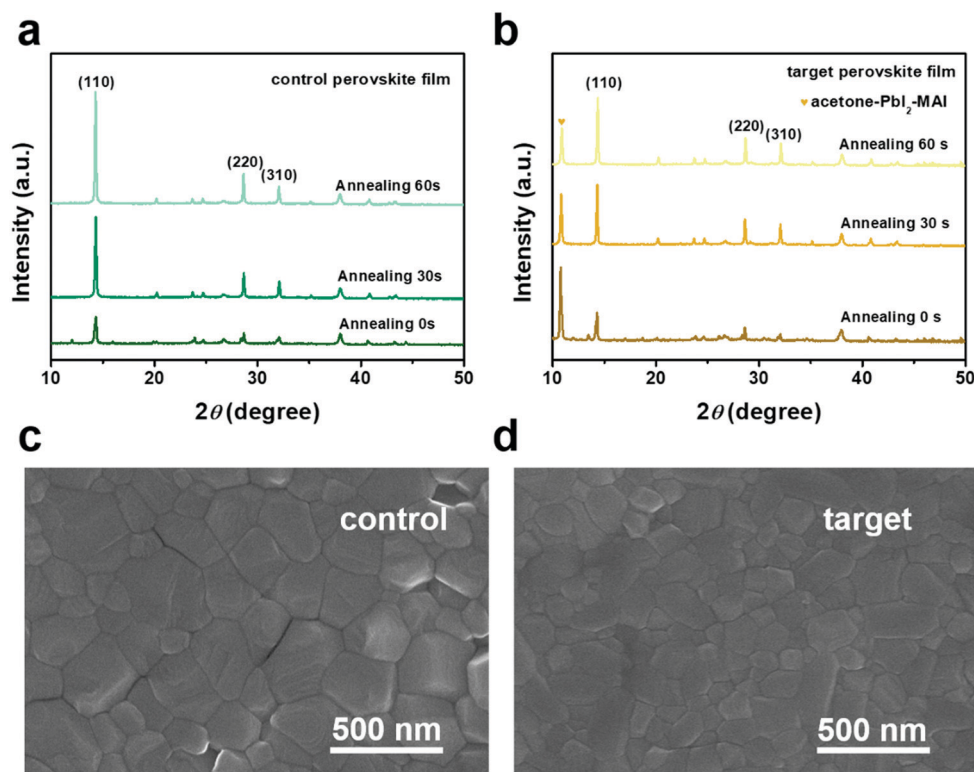 a
control perovskite film
(110)
(220)
(310)
Annealing 60s
Annealing 30s
Annealing 0s
Intensity (a.u.)
10 20 30 40 50
2θ (degree)
b
target perovskite film
♥ acetone-PbI₂-MAI
(110)
(220)
(310)
Annealing 60 s
Annealing 30 s
Annealing 0 s
Intensity (a.u.)
10 20 30 40 50
2θ (degree)
c
control
500 nm
d
target
500 nm